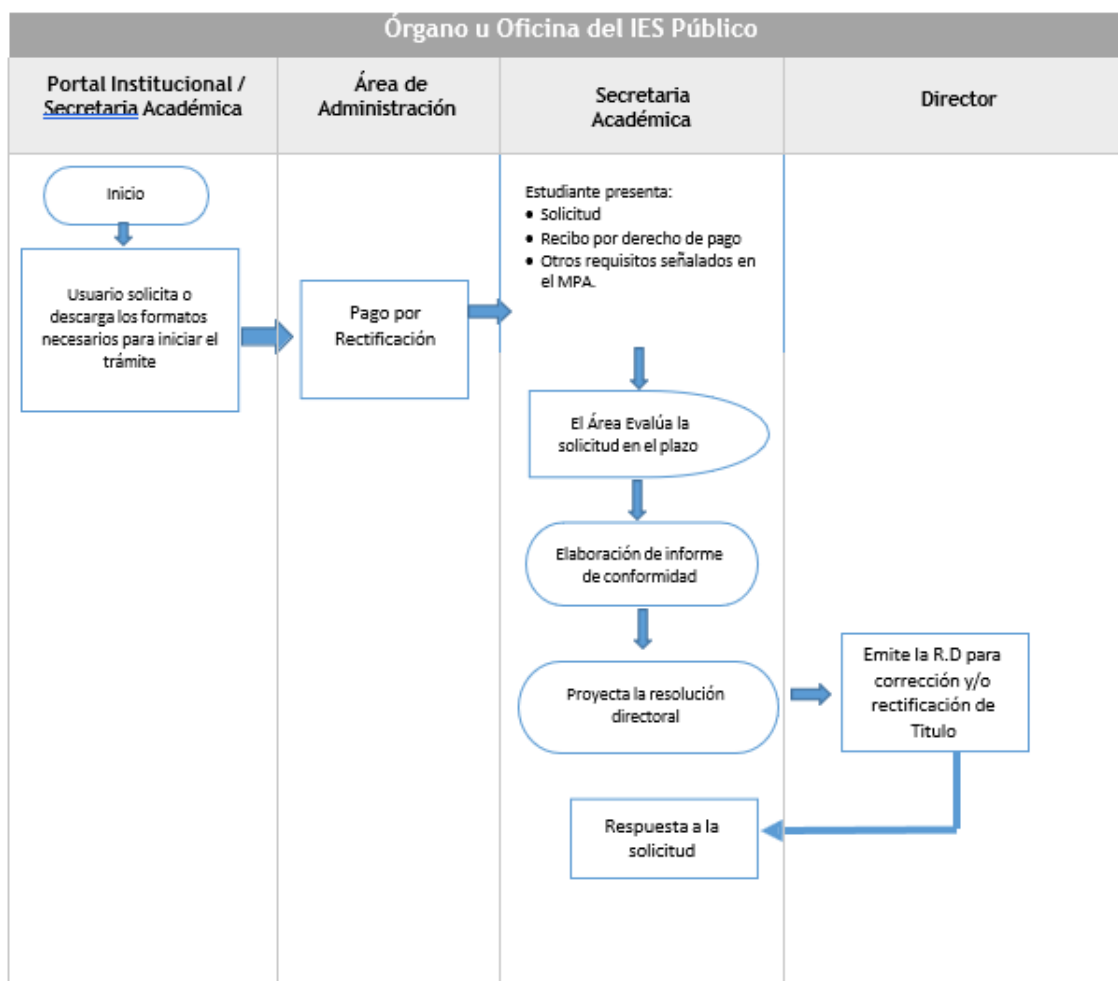 Órgano u Oficina del IES Público
Portal Institucional /
Secretaria Académica
Área de
Administración
Secretaria
Académica
Director
Inicio
Usuario solicita o
descarga los formatos
necesarios para iniciar el
trámite
Pago por
Rectificación
Estudiante presenta:
• Solicitud
• Recibo por derecho de pago
• Otros requisitos señalados en
el MPA.
El Área Evalúa la
solicitud en el plazo
Elaboración de informe
de conformidad
Proyecta la resolución
directoral
Emite la R.D para
corrección y/o
rectificación de
Titulo
Respuesta a la
solicitud